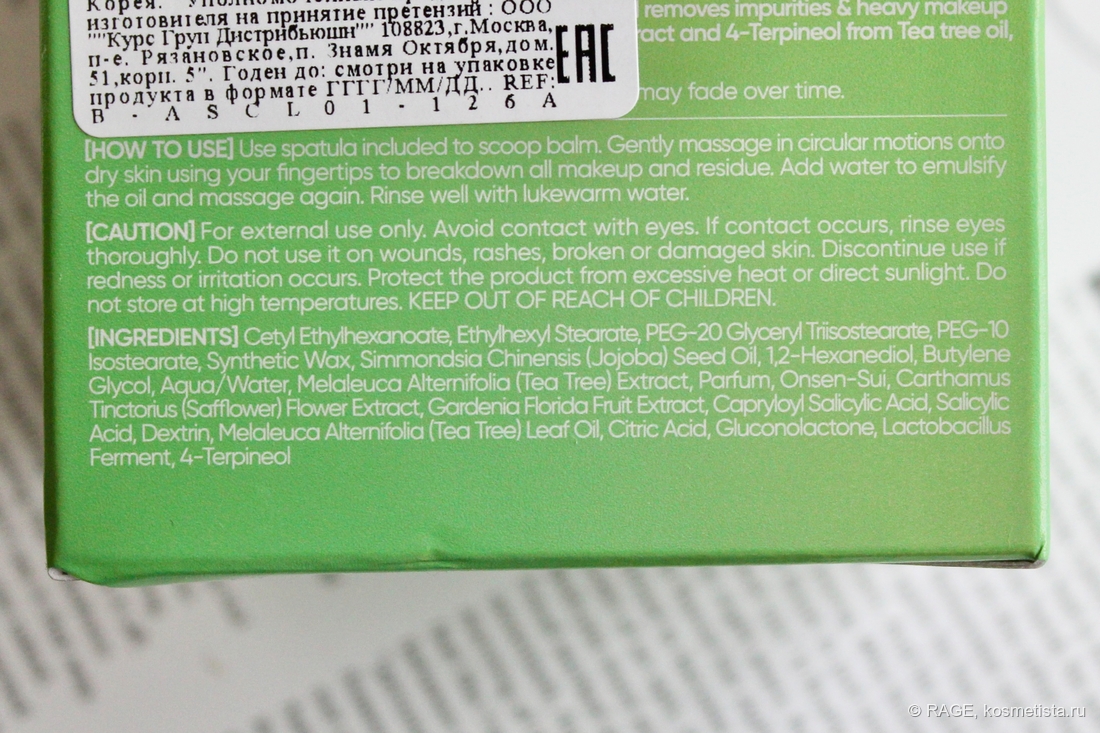 Корея.
изготовителя на принятие претензий : ООО
""Курс Груп Дистрибьюшн"" 108823,г.Москва,
п-е. Рязановское,п. Знамя Октября,дом.
51,корп. 5". Годен до: смотри на упаковке
продукта в формате ГГГГ/ММ/ДД.. REF:
B - A S C L 0 1 - 1 2 6 A
EAC
removes impurities & heavy makeup
and 4-Terpineol from Tea tree oil,
may fade over time.
[HOW TO USE] Use spatula included to scoop balm. Gently massage in circular motions onto
dry skin using your fingertips to breakdown all makeup and residue. Add water to emulsify
the oil and massage again. Rinse well with lukewarm water.
[CAUTION] For external use only. Avoid contact with eyes. If contact occurs, rinse eyes
thoroughly. Do not use it on wounds, rashes, broken or damaged skin. Discontinue use if
redness or irritation occurs. Protect the product from excessive heat or direct sunlight. Do
not store at high temperatures. KEEP OUT OF REACH OF CHILDREN.
[INGREDIENTS] Cetyl Ethylhexanoate, Ethylhexyl Stearate, PEG-20 Glyceryl Triisostearate, PEG-10
Isostearate, Synthetic Wax, Simmondsia Chinensis (Jojoba) Seed Oil, 1,2-Hexanediol, Butylene
Glycol, Aqua/Water, Melaleuca Alternifolia (Tea Tree) Extract, Parfum, Onsen-Sui, Carthamus
Tinctorius (Safflower) Flower Extract, Gardenia Florida Fruit Extract, Capryloyl Salicylic Acid, Salicylic
Acid, Dextrin, Melaleuca Alternifolia (Tea Tree) Leaf Oil, Citric Acid, Gluconolactone, Lactobacillus
Ferment, 4-Terpineol
© RAGE, kosmetista.ru